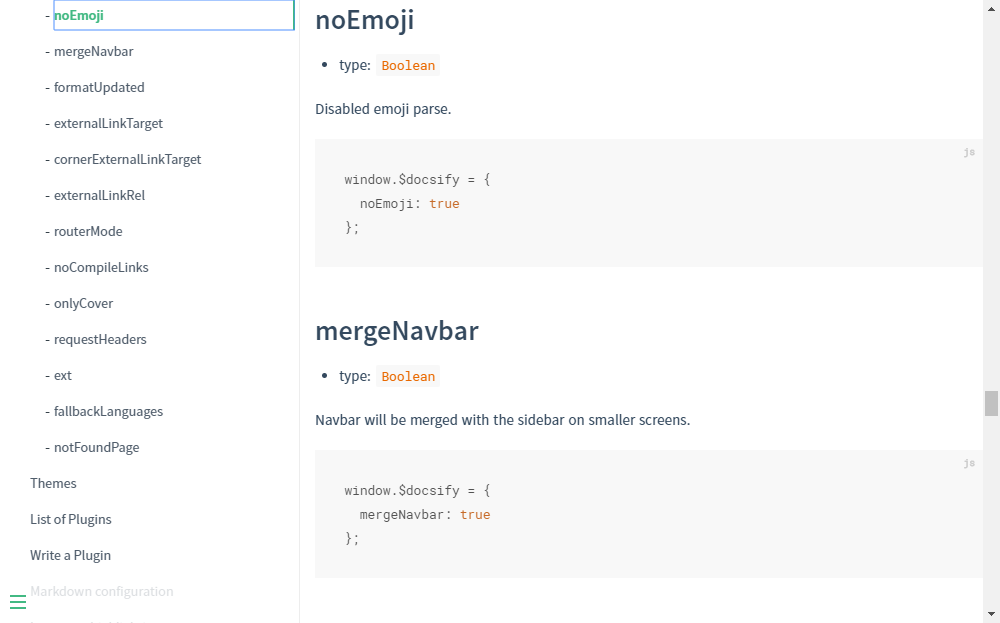 - noEmoji
- mergeNavbar
- formatUpdated
- externalLinkTarget
- cornerExternalLinkTarget
- externalLinkRel
- routerMode
- noCompileLinks
- onlyCover
- requestHeaders
- ext
- fallbackLanguages
- notFoundPage
Themes
List of Plugins
Write a Plugin
Markdown configuration
noEmoji
• type: Boolean
Disabled emoji parse.
js
window.$docsify = {
  noEmoji: true
};
mergeNavbar
• type: Boolean
Navbar will be merged with the sidebar on smaller screens.
js
window.$docsify = {
  mergeNavbar: true
};